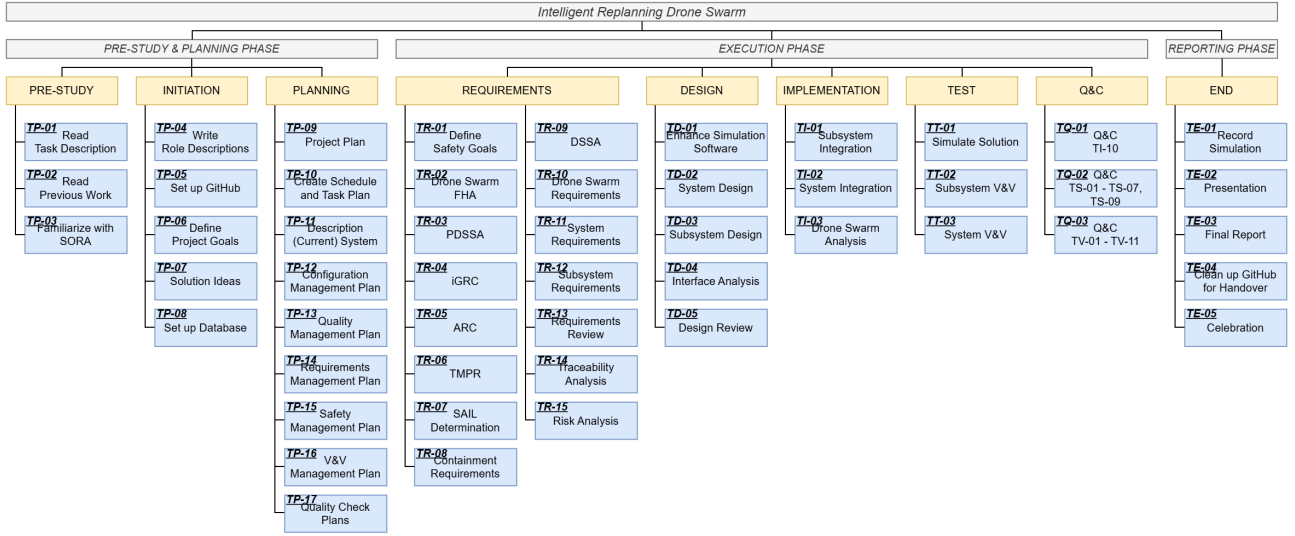 Intelligent Replanning Drone Swarm
PRE-STUDY & PLANNING PHASE
EXECUTION PHASE
REPORTING PHASE
PRE-STUDY
INITIATION
PLANNING
REQUIREMENTS
DESIGN
IMPLEMENTATION
TEST
Q&C
END
TP-01
Read
Task Description
TP-02
Read
Previous Work
TP-03
Familiarize with
SORA
TP-04
Write
Role Descriptions
TP-05
Set up GitHub
TP-06
Define
Project Goals
TP-07
Solution Ideas
TP-08
Set up Database
TP-09
Project Plan
TP-10
Create Schedule
and Task Plan
TP-11
Description
(Current) System
TP-12
Configuration
Management Plan
TP-13
Quality
Management Plan
TP-14
Requirements
Management Plan
TP-15
Safety
Management Plan
TP-16
V&V
Management Plan
TP-17
Quality Check
Plans
TR-01
Define
Safety Goals
TR-02
Drone Swarm
FHA
TR-03
PDSSA
TR-04
iGRC
TR-05
ARC
TR-06
TMPR
TR-07
SAIL
Determination
TR-08
Containment
Requirements
TR-09
DSSA
TR-10
Drone Swarm
Requirements
TR-11
System
Requirements
TR-12
Subsystem
Requirements
TR-13
Requirements
Review
TR-14
Traceability
Analysis
TR-15
Risk Analysis
TD-01
Enhance Simulation
Software
TD-02
System Design
TD-03
Subsystem Design
TD-04
Interface Analysis
TD-05
Design Review
TI-01
Subsystem
Integration
TI-02
System Integration
TI-03
Drone Swarm
Analysis
TT-01
Simulate Solution
TT-02
Subsystem V&V
TT-03
System V&V
TQ-01
Q&C
TI-10
TQ-02
Q&C
TS-01 - TS-07,
TS-09
TQ-03
Q&C
TV-01 - TV-11
TE-01
Record
Simulation
TE-02
Presentation
TE-03
Final Report
TE-04
Clean up GitHub
for Handover
TE-05
Celebration